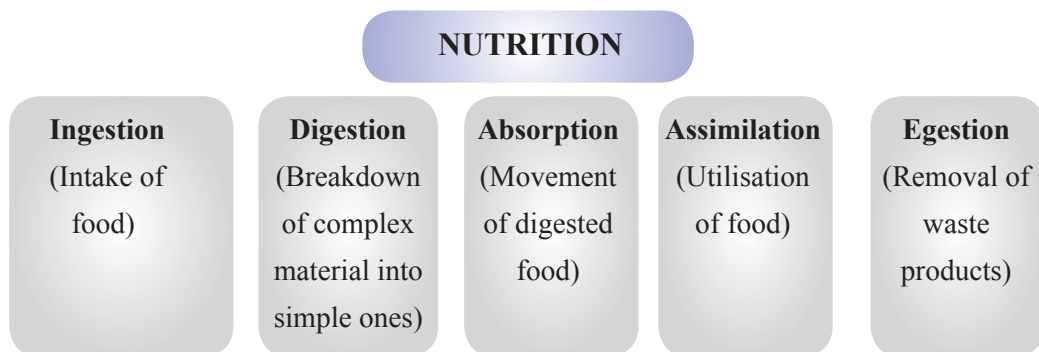 NUTRITION
Ingestion
(Intake of
food)
Digestion
(Breakdown
of complex
material into
simple ones)
Absorption
(Movement
of digested
food)
Assimilation
(Utilisation
of food)
Egestion
(Removal of
waste
products)